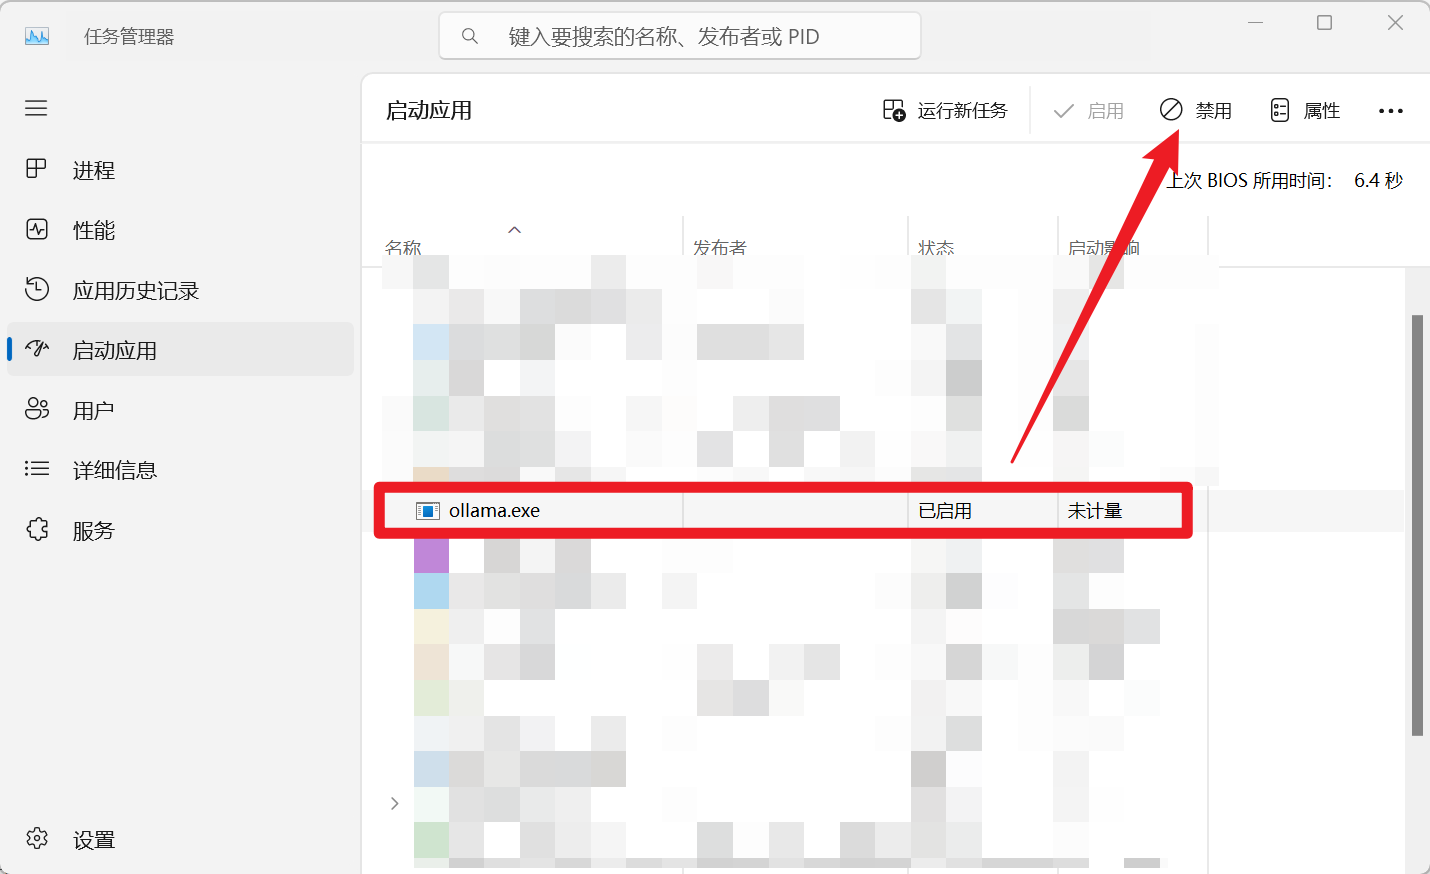 任务管理器
键入要搜索的名称、发布者或 PID
启动应用
运行新任务
启用
禁用
属性
进程
性能
应用历史记录
启动应用
用户
详细信息
服务
设置
上次 BIOS 所用时间： 6.4 秒
名称 发布者 状态 启动影响
ollama.exe 已启用 未计量